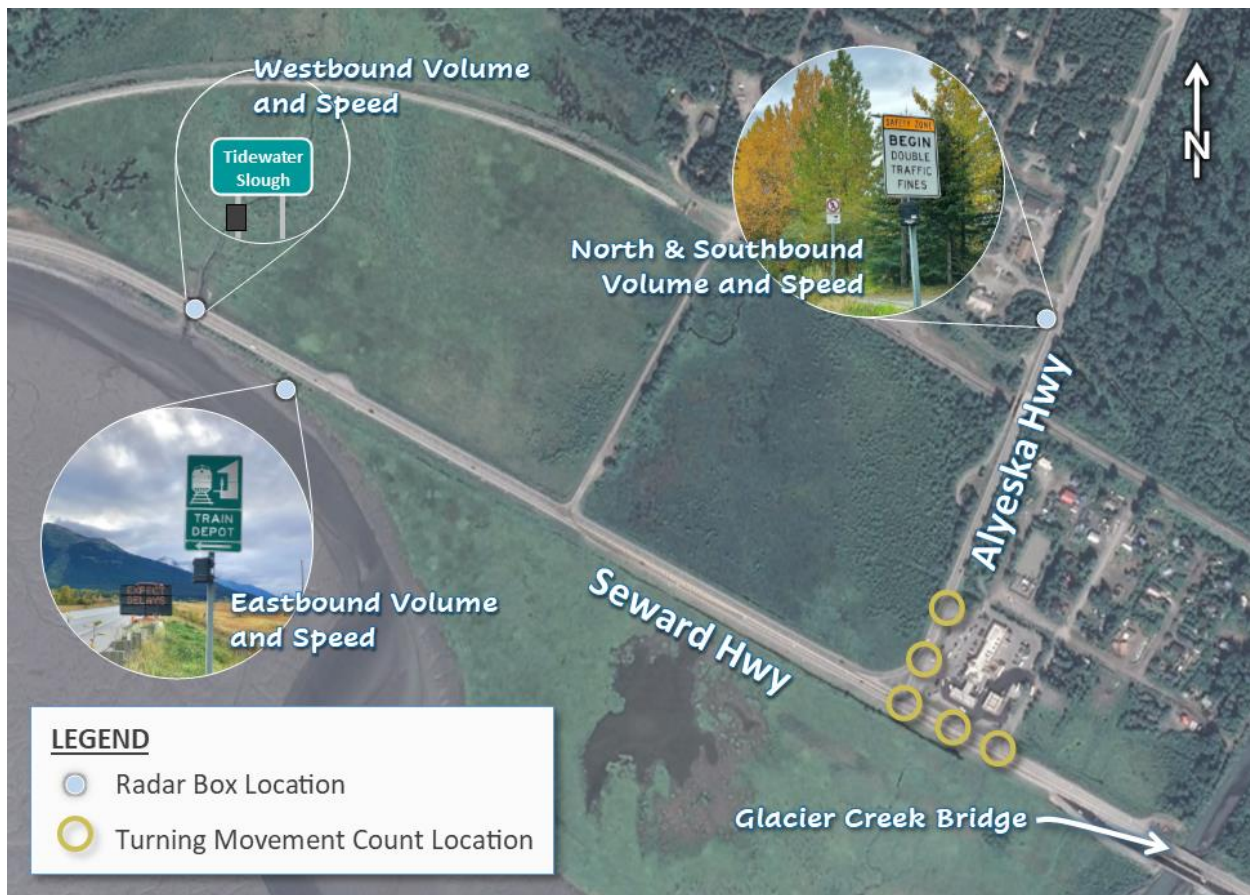 Westbound Volume
and Speed
Tidewater
Slough
SAFETY ZONE
BEGIN
DOUBLE
TRAFFIC
FINES
N
North & Southbound
Volume and Speed
Alyeska Hwy
TRAIN
DEPOT
EXPECT
DELAYS
Eastbound Volume
and Speed
Seward Hwy
LEGEND
Radar Box Location
Turning Movement Count Location
Glacier Creek Bridge